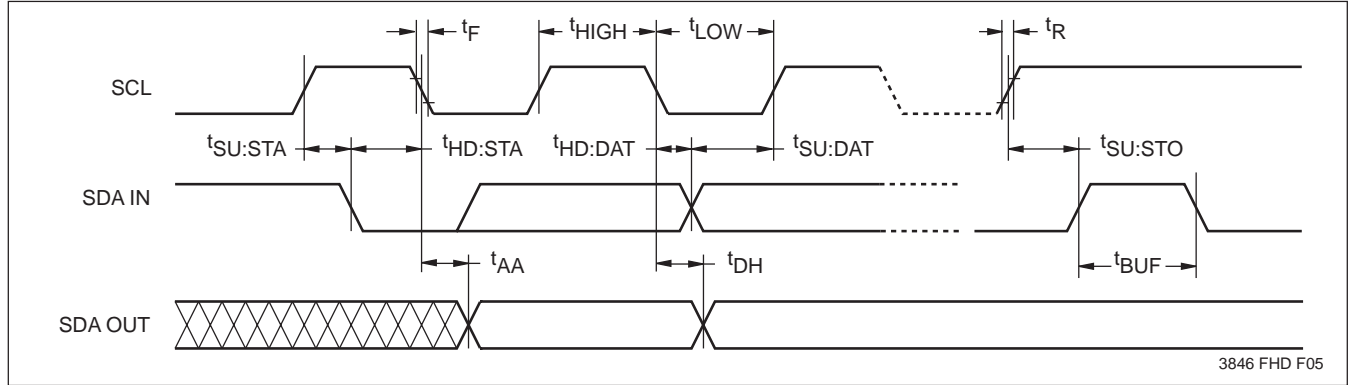 tF
tHIGH
tLOW
tR
SCL
tSU:STA
tHD:STA
tHD:DAT
tSU:DAT
tSU:STO
SDA IN
tAA
tDH
tBUF
SDA OUT
3846 FHD F05